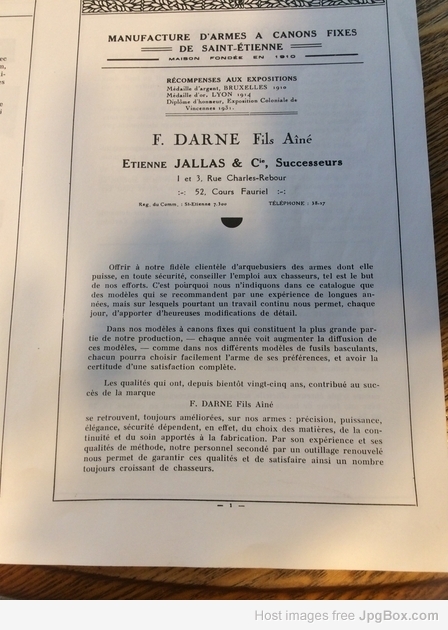 MANUFACTURE D'ARMES A CANONS FIXES
DE SAINT-ÉTIENNE
MAISON FONDÉE EN 1910
RÉCOMPENSES AUX EXPOSITIONS
Médaille d'argent, BRUXELLES 1910
Médaille d'or, LYON 1914
Diplôme d'honneur, Exposition Coloniale de
Vincennes 1931.
F. DARNE Fils Aîné
ETIENNE JALLAS & Cie, Successeurs
1 et 3, Rue Charles-Rebour
:-: 52, Cours Fauriel :-:
Reg. du Comm. : St-Etienne 7.300 TÉLÉPHONE : 38-17
Offrir à notre fidèle clientèle d'arquebusiers des armes dont elle
puisse, en toute sécurité, conseiller l'emploi aux chasseurs, tel est le but
de nos efforts. C'est pourquoi nous n'indiquons dans ce catalogue que
des modèles qui se recommandent par une expérience de longues an-
nées, mais sur lesquels pourtant un travail continu nous permet, chaque
jour, d'apporter d'heureuses modifications de détail.
Dans nos modèles à canons fixes qui constituent la plus grande par-
tie de notre production, — chaque année voit augmenter la diffusion de
ces modèles, — comme dans nos différents modèles de fusils basculants,
chacun pourra choisir facilement l'arme de ses préférences, et avoir la
certitude d'une satisfaction complète.
Les qualités qui ont, depuis bientôt vingt-cinq ans, contribué au suc-
cés de la marque
F. DARNE Fils Aîné
se retrouvent, toujours améliorées, sur nos armes : précision, puissance,
élégance, sécurité dépendent, en effet, du choix des matières, de la con-
tinuité et du soin apportés à la fabrication. Par son expérience et ses
qualités de méthode, notre personnel secondé par un outillage renouvelé
nous permet de garantir ces qualités et de satisfaire ainsi un nombre
toujours croissant de chasseurs.
— 1 —
Host images free JpgBox.com